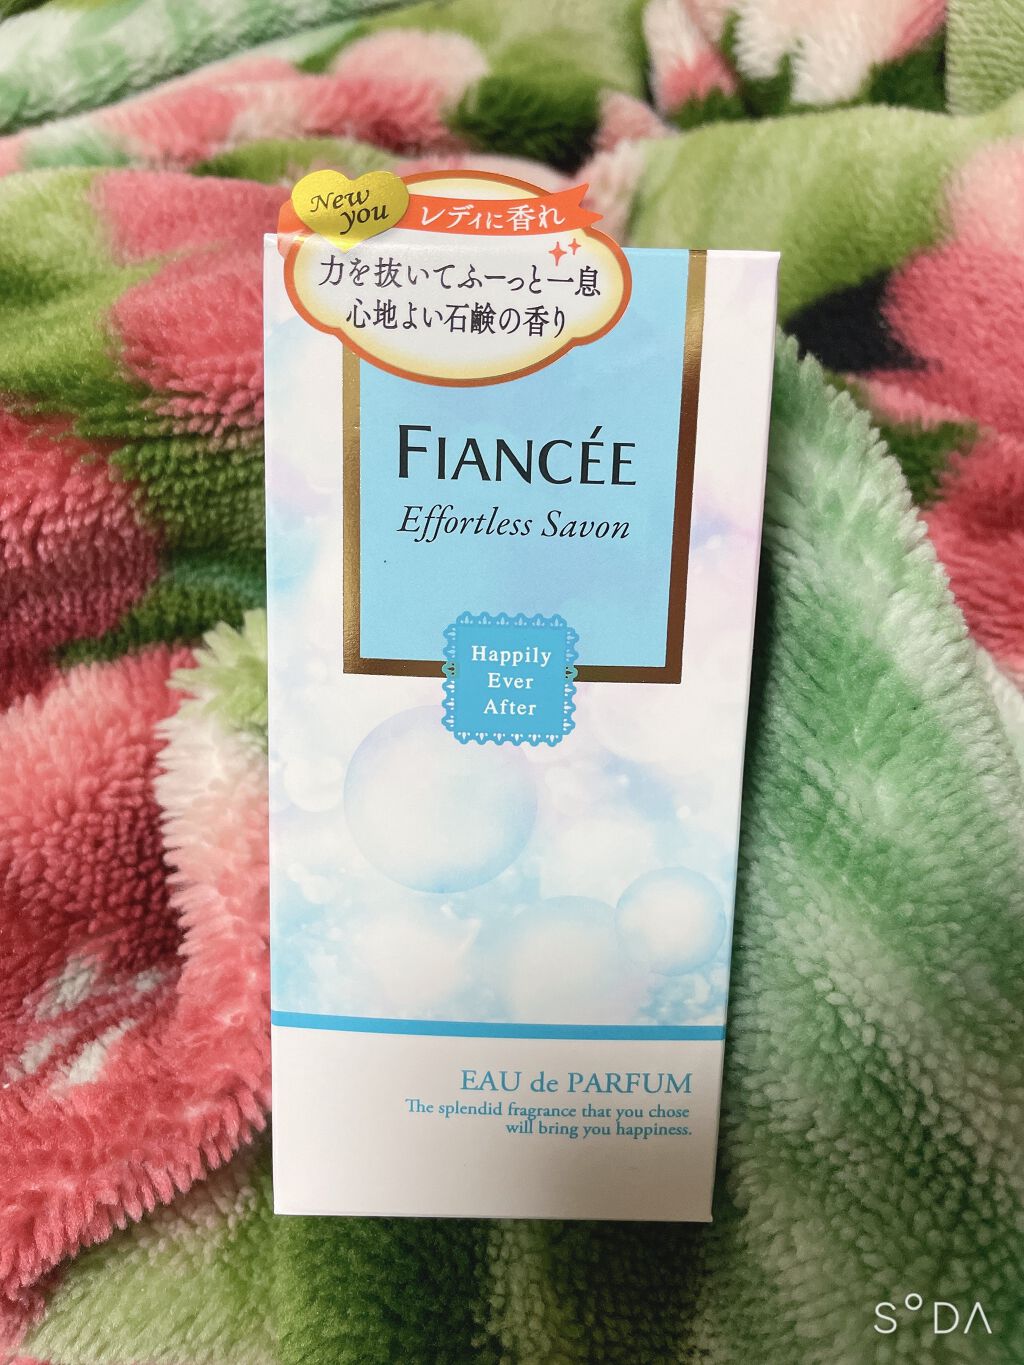 New
you
レディに香れ
力を抜いてふーっと一息
心地よい石鹸の香り
FIANCÉE
Effortless Savon
Happily
Ever
After
EAU de PARFUM
The splendid fragrance that you chose
will bring you happiness.
SODA